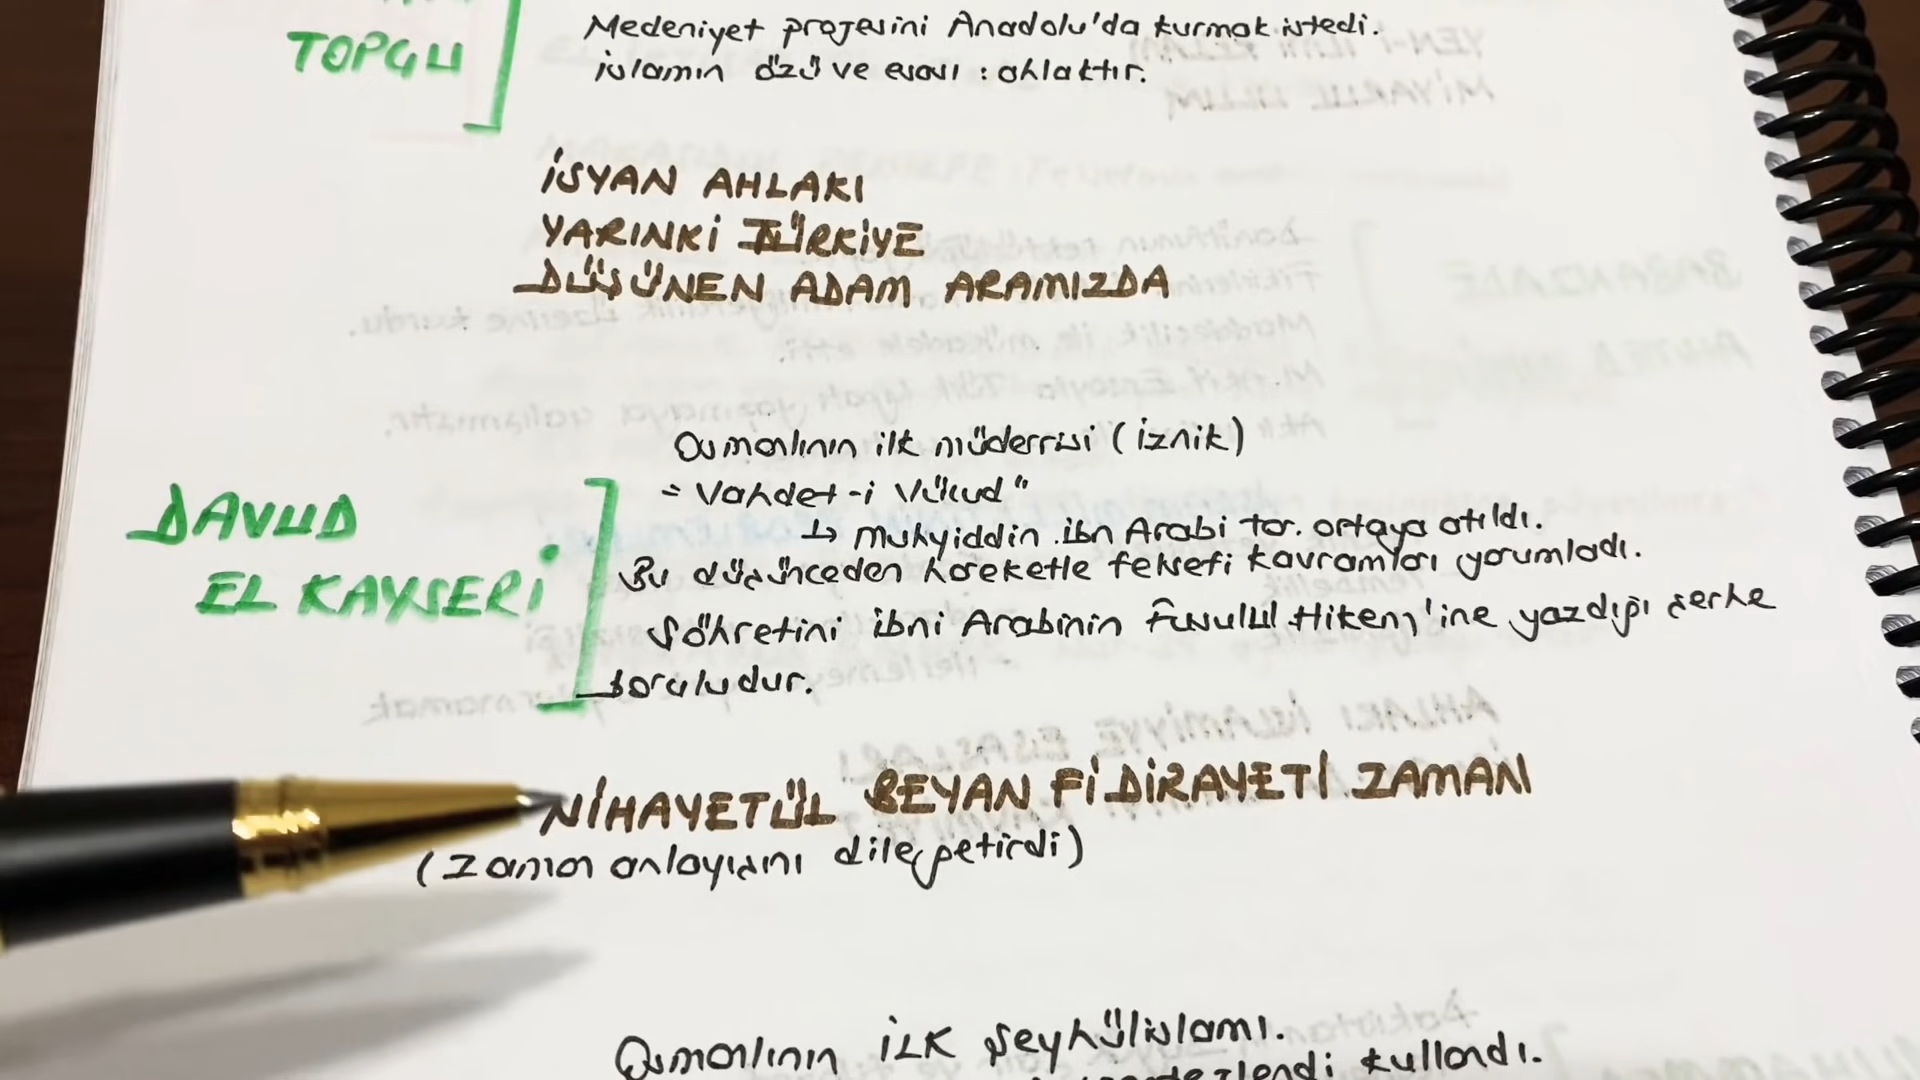 TOPÇU
Medeniyet projesini Anadolu'da kurmak istedi.
islamın özü ve esası : ahlaktır.
İSYAN AHLAKI
YARINKİ TÜRKİYE
DÜŞÜNEN ADAM ARAMIZDA
DAVUD
EL KAYSERİ
Osmanlının ilk müderrisi (iznik)
"Vahdet-i Vücud"
↳ muhyiddin ibn Arabi tar. ortaya atıldı.
Bu düşünceden hareketle felsefi kavramları yorumladı.
Şöhretini ibni Arabinin Fusulul Hikem'ine yazdığı şerhe
borçludur.
NİHAYETÜL BEYAN Fİ DİRAYETİ ZAMAN
(Zaman anlayışını dile getirdi)
Osmanlının İLK Şeyhülislamı.
kullandı.